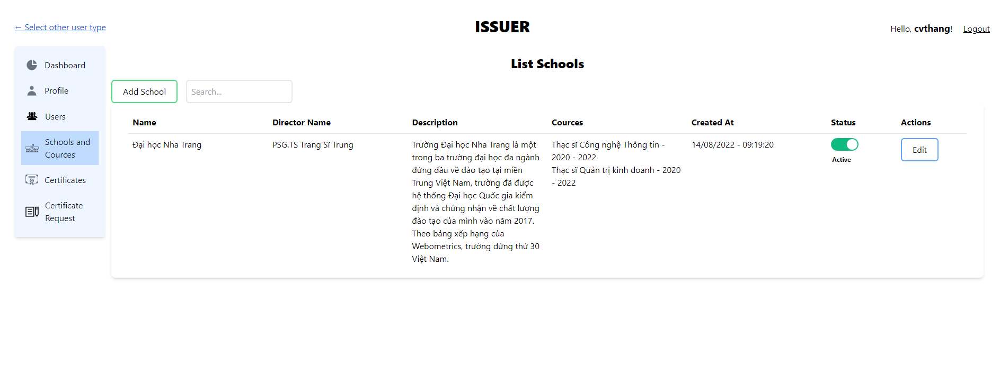 ← Select other user type
ISSUER
Hello, cvthang!
Logout
Dashboard
Profile
Users
Schools and
Cources
Certificates
Certificate
Request
List Schools
Add School
Search...
Name
Director Name
Description
Cources
Created At
Status
Actions
Đại học Nha Trang
PSG.TS Trang Sĩ Trung
Trường Đại học Nha Trang là một
trong ba trường đại học đa ngành
đứng đầu về đào tạo tại miền
Trung Việt Nam, trường đã được
hệ thống Đại học Quốc gia kiểm
định và chứng nhận về chất lượng
đào tạo của mình vào năm 2017.
Theo bảng xếp hạng của
Webometrics, trường đứng thứ 30
Việt Nam.
Thạc sĩ Công nghệ Thông tin -
2020 - 2022
Thạc sĩ Quản trị kinh doanh - 2020
- 2022
14/08/2022 - 09:19:20
Active
Edit